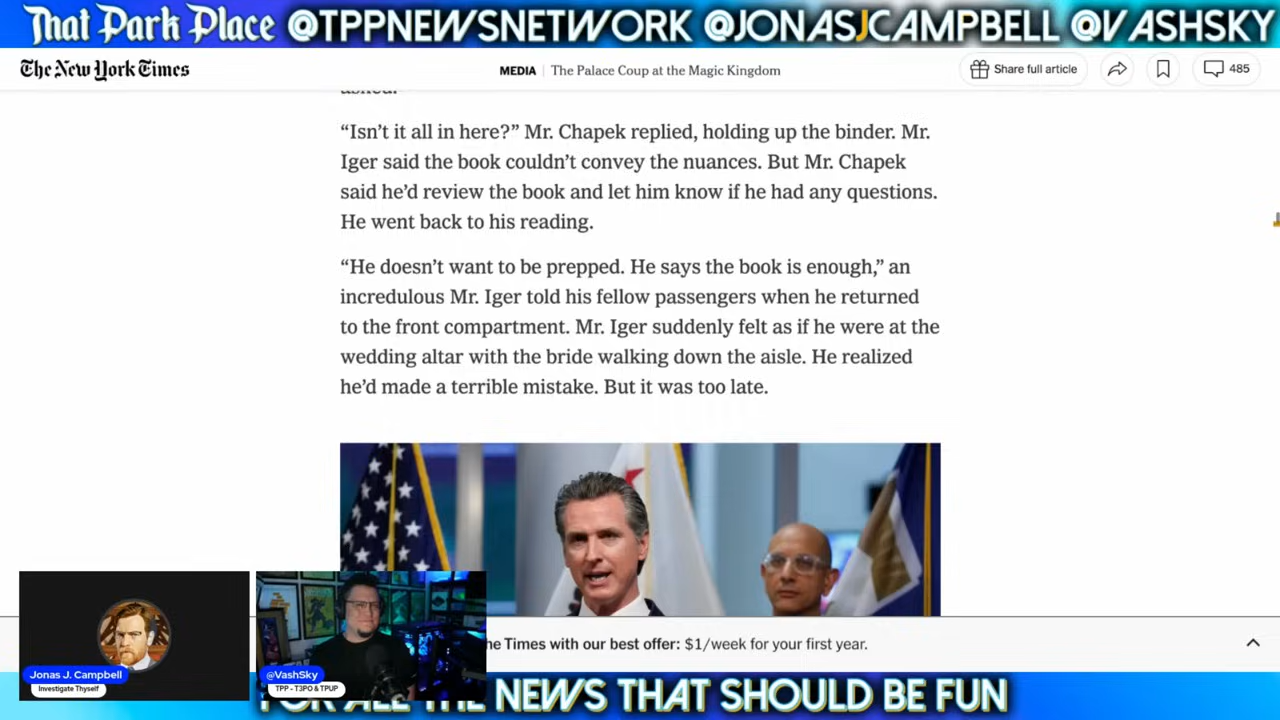 That Park Place @TPPNEWSNETWORK @JONASJCAMPBELL @VASHSKY
The New York Times
MEDIA | The Palace Coup at the Magic Kingdom
Share full article
485
asked.
“Isn’t it all in here?” Mr. Chapek replied, holding up the binder. Mr.
Iger said the book couldn’t convey the nuances. But Mr. Chapek
said he’d review the book and let him know if he had any questions.
He went back to his reading.
“He doesn’t want to be prepped. He says the book is enough,” an
incredulous Mr. Iger told his fellow passengers when he returned
to the front compartment. Mr. Iger suddenly felt as if he were at the
wedding altar with the bride walking down the aisle. He realized
he’d made a terrible mistake. But it was too late.
he Times with our best offer: $1/week for your first year.
Jonas J. Campbell
Investigate Thyself
@VashSky
TPP - T3PO & TPUP
FOR ALL THE NEWS THAT SHOULD BE FUN